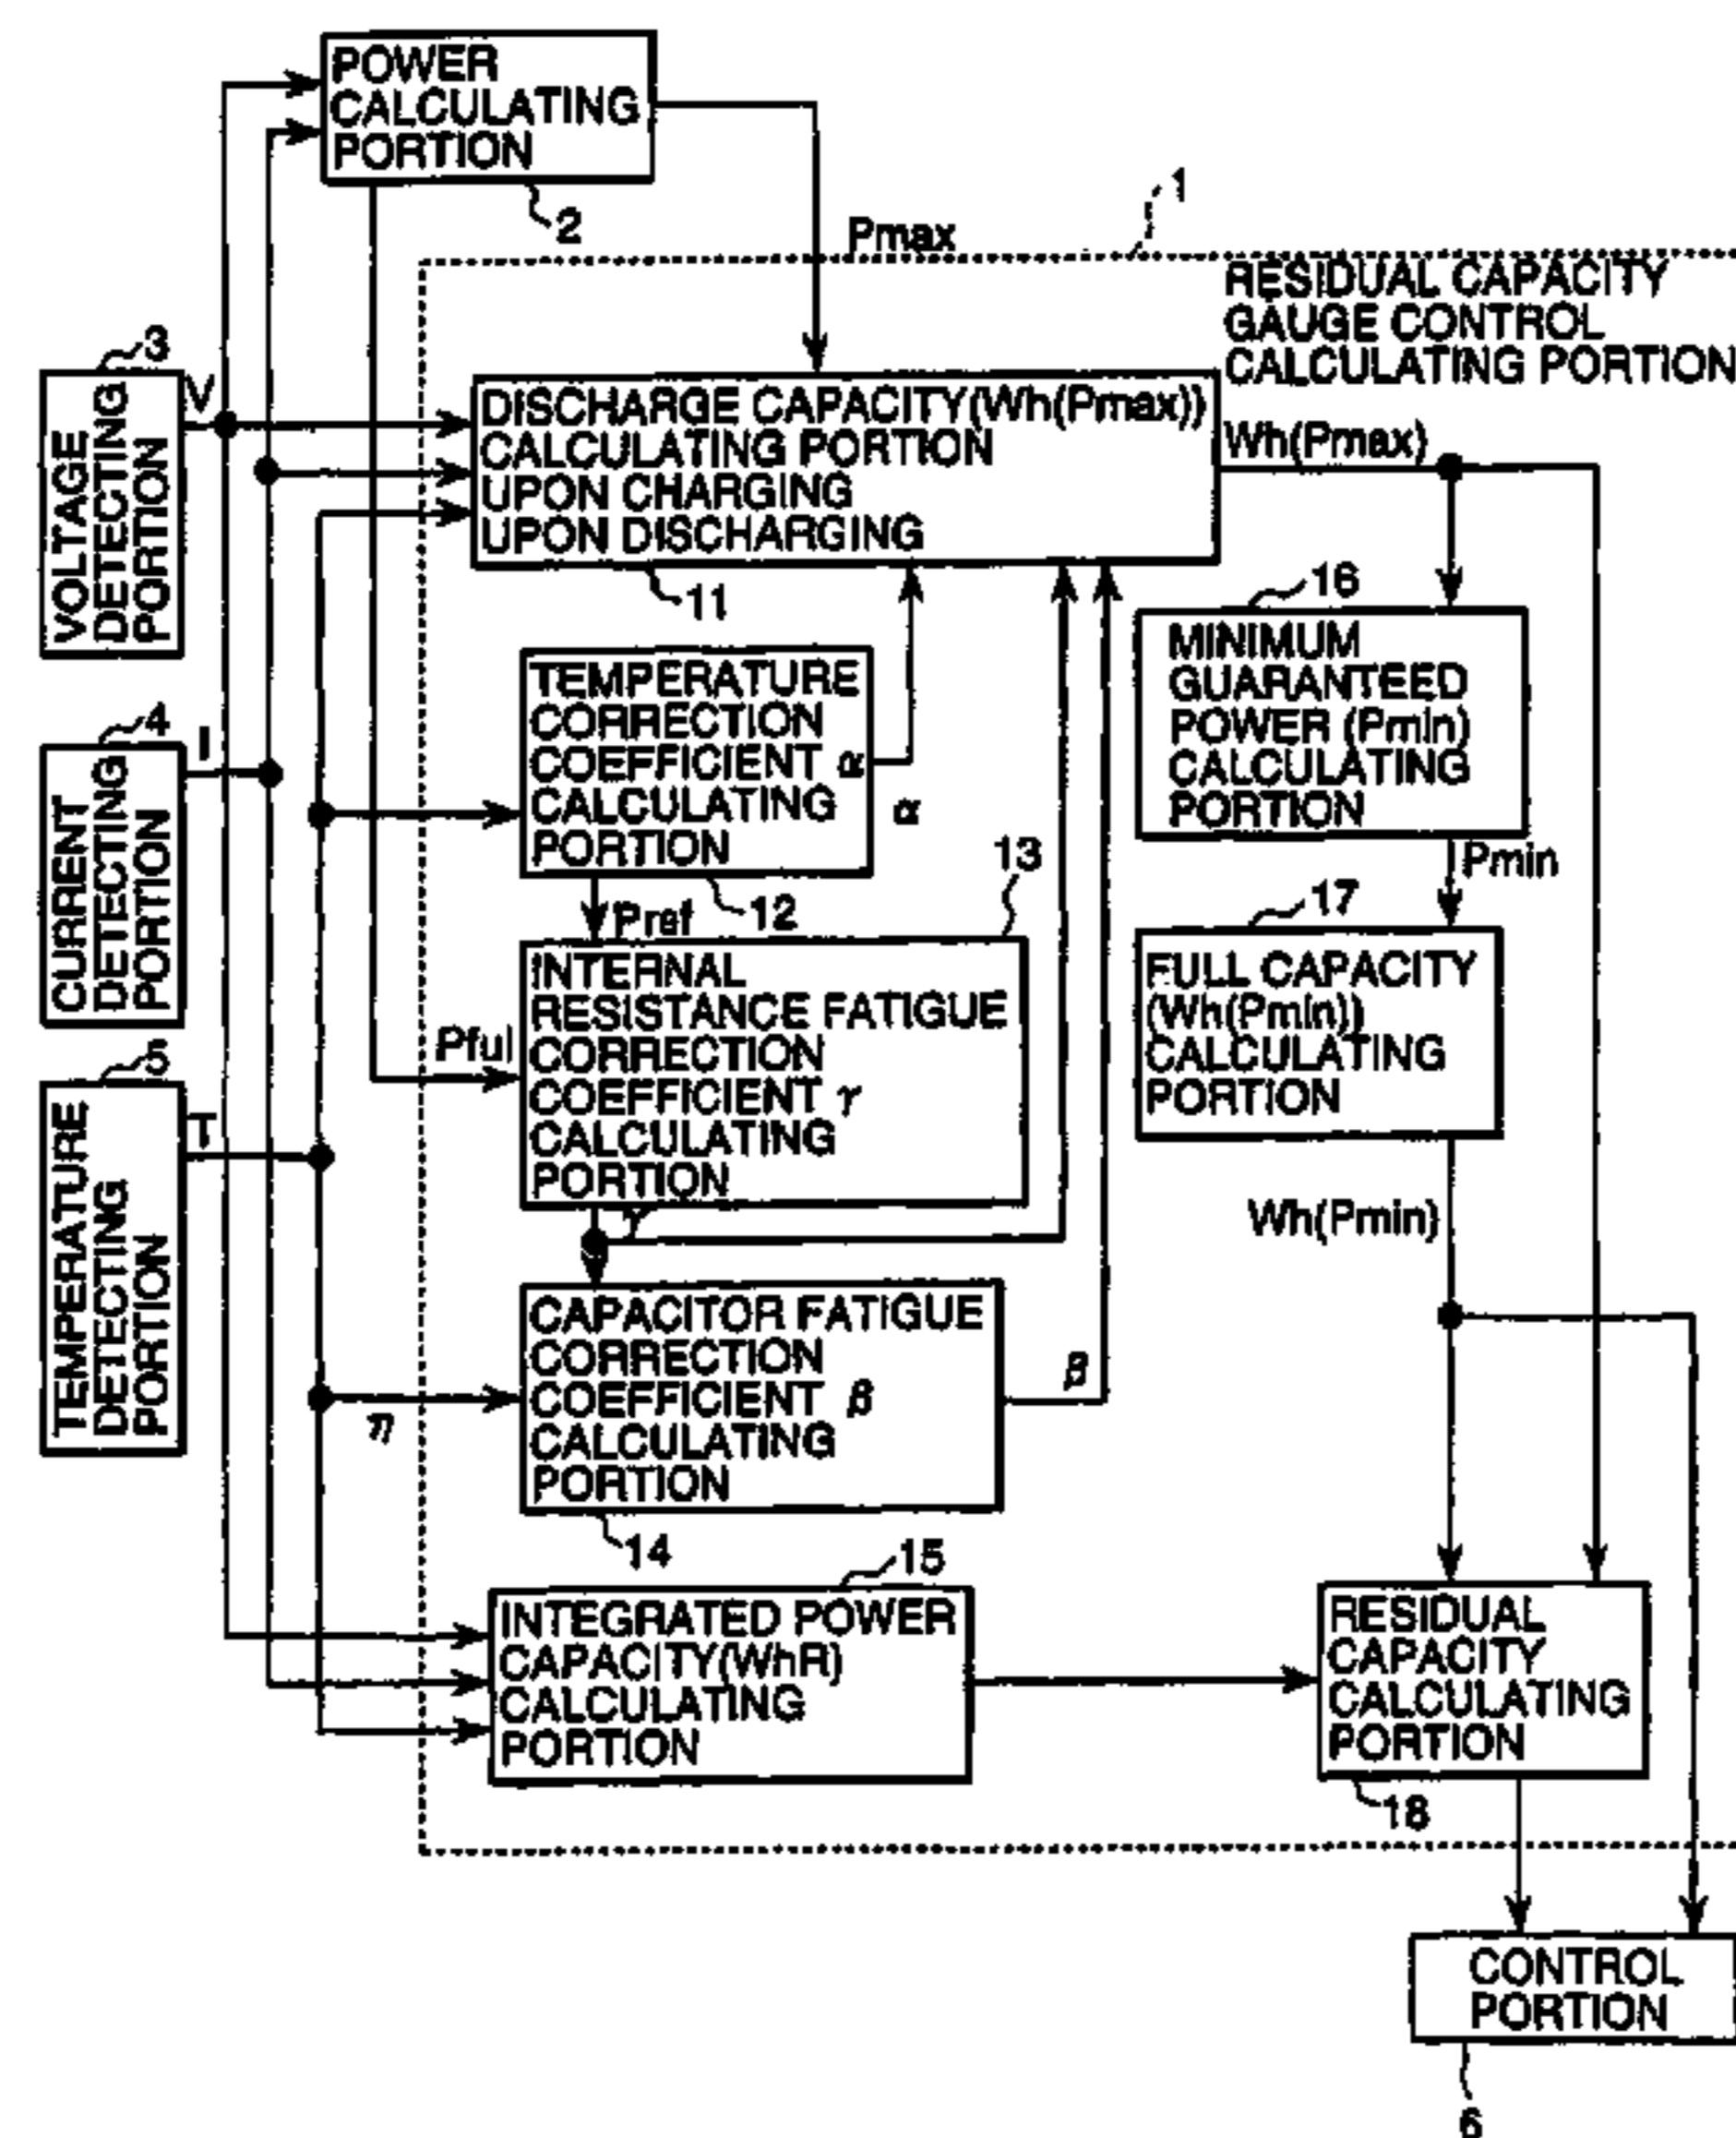 POWER
CALCULATING
PORTION
2
1
Pmax
RESIDUAL CAPACITY
GAUGE CONTROL
CALCULATING PORTION
3
VOLTAGE
DETECTING
PORTION
V
DISCHARGE CAPACITY(Wh(Pmax))
CALCULATING PORTION
UPON CHARGING
UPON DISCHARGING
11
Wh(Pmax)
16
MINIMUM
GUARANTEED
POWER (Pmin)
CALCULATING
PORTION
Pmin
4
CURRENT
DETECTING
PORTION
I
TEMPERATURE
CORRECTION
COEFFICIENT α
CALCULATING
PORTION
α
12
Pref
13
17
FULL CAPACITY
(Wh(Pmin))
CALCULATING
PORTION
Wh(Pmin)
5
TEMPERATURE
DETECTING
PORTION
T
Pful
INTERNAL
RESISTANCE FATIGUE
CORRECTION
COEFFICIENT γ
CALCULATING
PORTION
γ
CAPACITOR FATIGUE
CORRECTION
COEFFICIENT β
CALCULATING
PORTION
β
η
14
15
INTEGRATED POWER
CAPACITY(WhR)
CALCULATING
PORTION
RESIDUAL
CAPACITY
CALCULATING
PORTION
18
CONTROL
PORTION
6